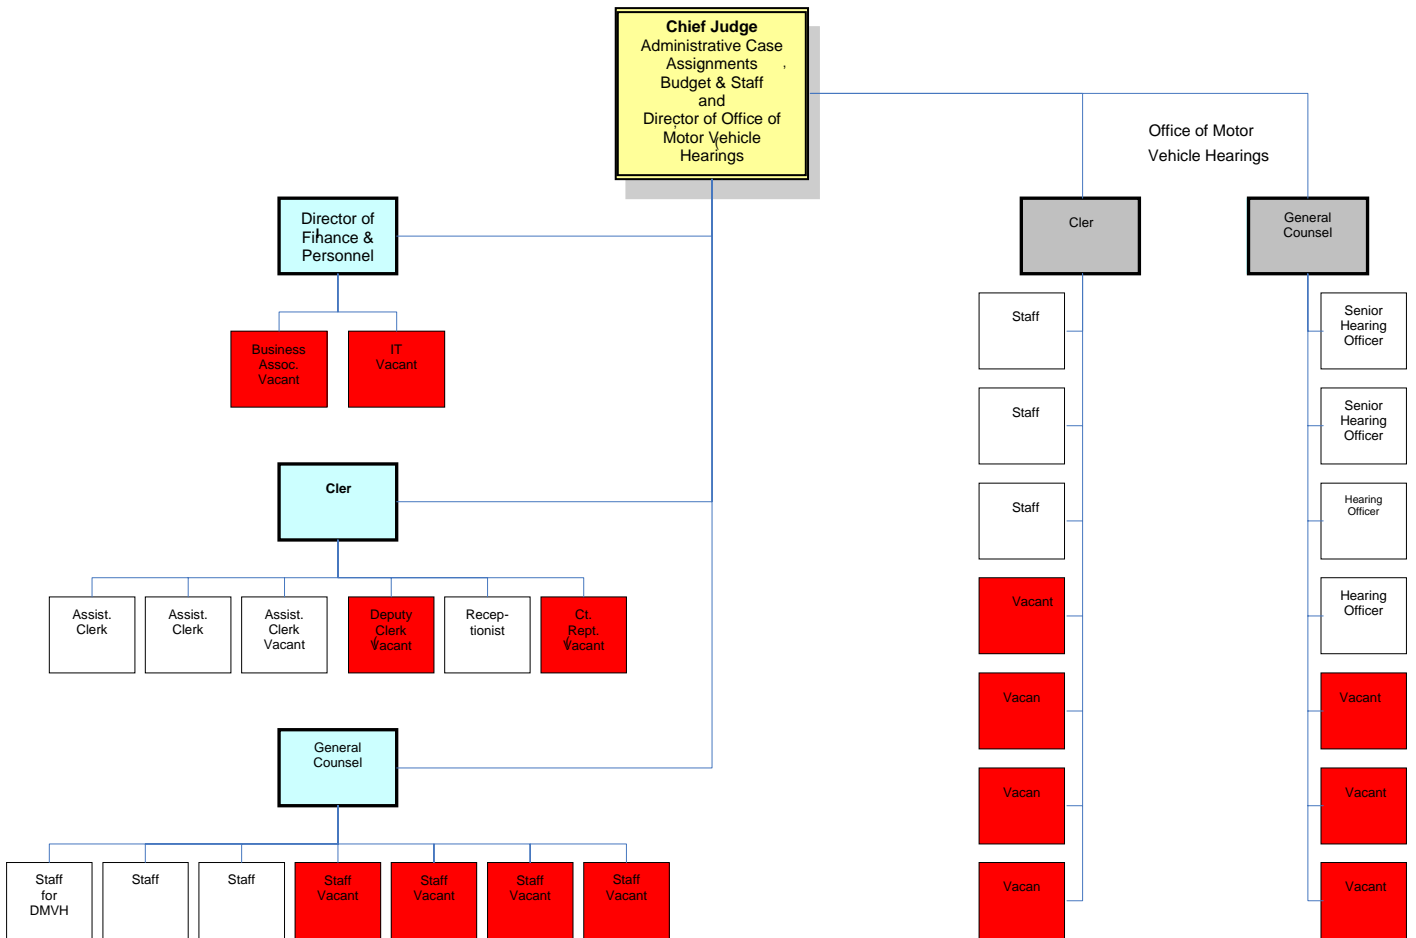 Chief Judge
Administrative Case
Assignments
Budget & Staff
and
Director of Office of
Motor Vehicle
Hearings
Office of Motor
Vehicle Hearings
Director of
Finance &
Personnel
Cler
General
Counsel
Business
Assoc.
Vacant
IT
Vacant
Staff
Senior
Hearing
Officer
Staff
Senior
Hearing
Officer
Staff
Hearing
Officer
Vacant
Hearing
Officer
Vacan
Vacant
Vacan
Vacant
Vacan
Vacant
Cler
Assist.
Clerk
Assist.
Clerk
Assist.
Clerk
Vacant
Deputy
Clerk
Vacant
Recep-
tionist
Ct.
Rept.
Vacant
General
Counsel
Staff
for
DMVH
Staff
Staff
Staff
Vacant
Staff
Vacant
Staff
Vacant
Staff
Vacant